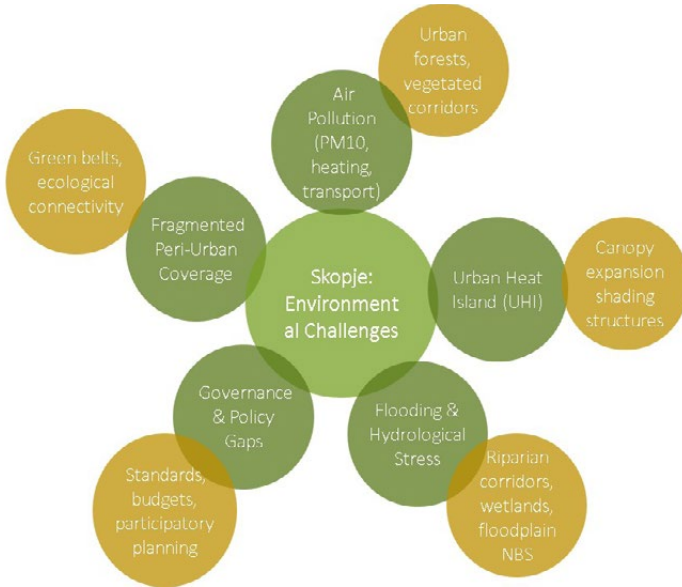 Urban
forests,
vegetated
corridors
Air
Pollution
(PM10,
heating,
transport)
Green belts,
ecological
connectivity
Fragmented
Peri-Urban
Coverage
Skopje:
Environment
al Challenges
Urban Heat
Island (UHI)
Canopy
expansion
shading
structures
Governance
& Policy
Gaps
Flooding &
Hydrological
Stress
Standards,
budgets,
participatory
planning
Riparian
corridors,
wetlands,
floodplain
NBS